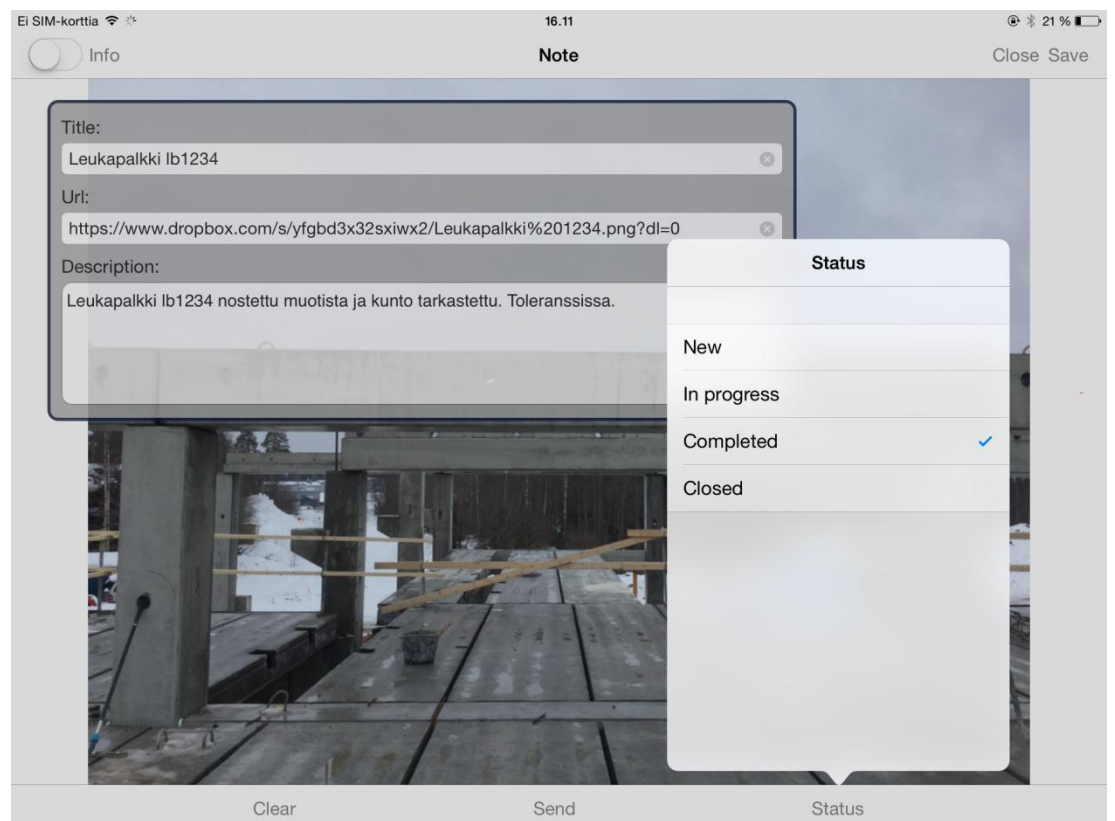 Ei SIM-korttia 16.11 21 %
Info Note Close Save
Title:
Leukapalkki lb1234
Url:
https://www.dropbox.com/s/yfgbd3x32sxiwx2/Leukapalkki%201234.png?dl=0
Description:
Leukapalkki lb1234 nostettu muotista ja kunto tarkastettu. Toleranssissa.
Status
New
In progress
Completed
Closed
Clear Send Status